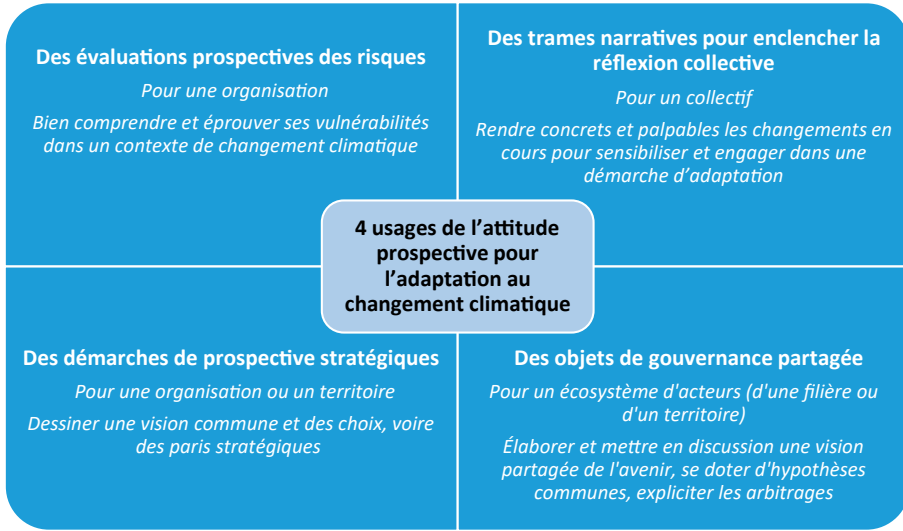 Des évaluations prospectives des risques
Pour une organisation
Bien comprendre et éprouver ses vulnérabilités
dans un contexte de changement climatique
Des trames narratives pour enclencher la
réflexion collective
Pour un collectif
Rendre concrets et palpables les changements en
cours pour sensibiliser et engager dans une
démarche d’adaptation
4 usages de l’attitude
prospective pour
l’adaptation au
changement climatique
Des démarches de prospective stratégiques
Pour une organisation ou un territoire
Dessiner une vision commune et des choix, voire
des paris stratégiques
Des objets de gouvernance partagée
Pour un écosystème d'acteurs (d'une filière ou
d'un territoire)
Élaborer et mettre en discussion une vision
partagée de l'avenir, se doter d'hypothèses
communes, expliciter les arbitrages